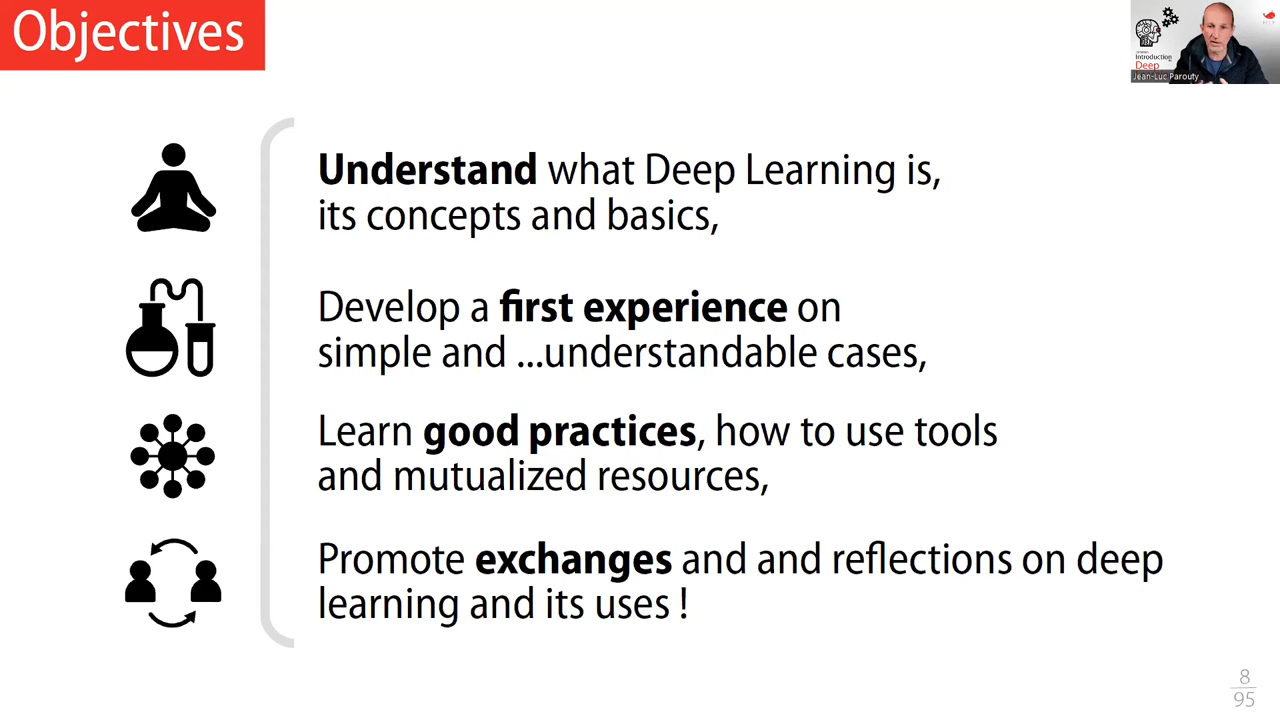 Objectives
Introduction
Deep
Jean-Luc Parouty
Understand what Deep Learning is,
its concepts and basics,
Develop a first experience on
simple and ...understandable cases,
Learn good practices, how to use tools
and mutualized resources,
Promote exchanges and and reflections on deep
learning and its uses !
8
95